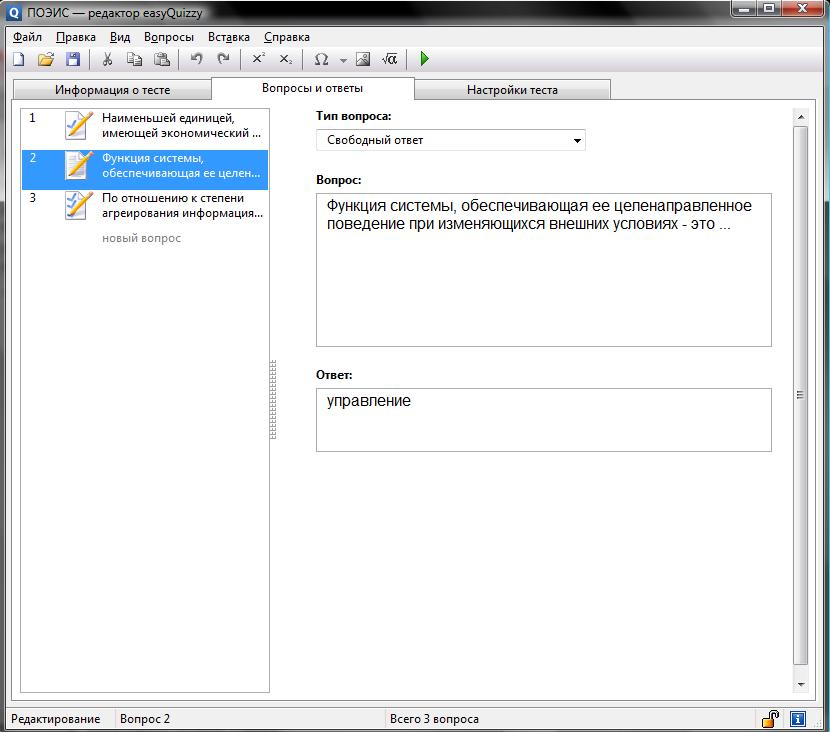 ПОЭИС — редактор easyQuizzy
Файл Правка Вид Вопросы Вставка Справка
Информация о тесте Вопросы и ответы Настройки теста
1 Наименьшей единицей,
имеющей экономический ...
2 Функция системы,
обеспечивающая ее целен...
3 По отношению к степени
агреирования информация...
новый вопрос
Тип вопроса:
Свободный ответ
Вопрос:
Функция системы, обеспечивающая ее целенаправленное
поведение при изменяющихся внешних условиях - это ...
Ответ:
управление
Редактирование Вопрос 2 Всего 3 вопроса